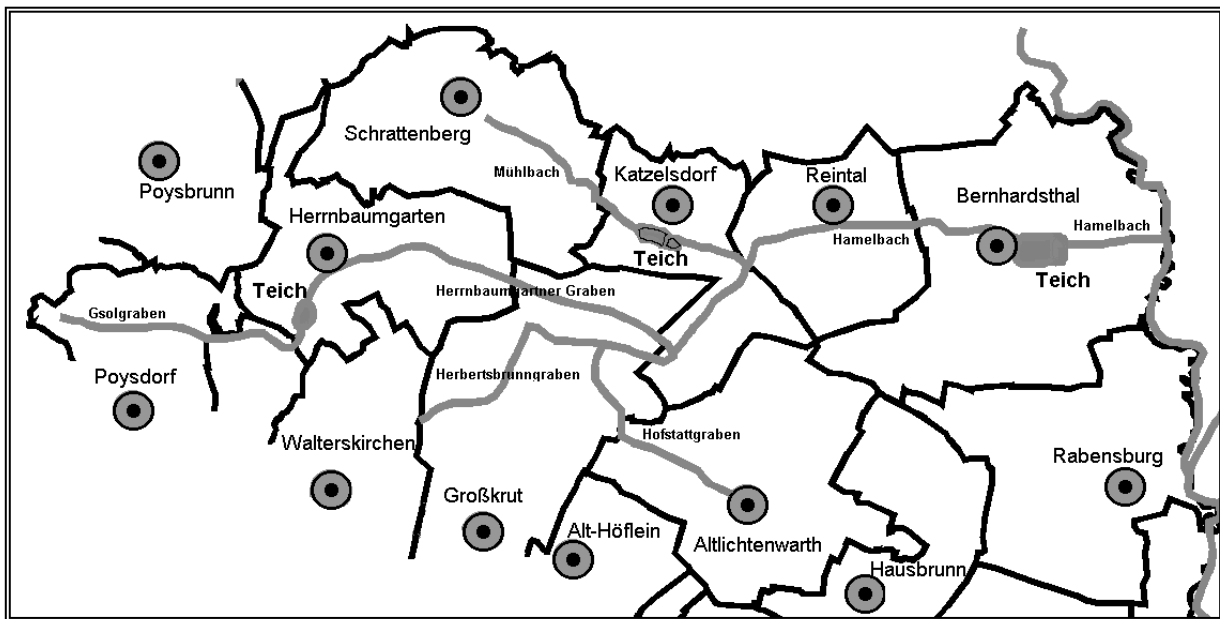 Schrattenberg
Poysbrunn
Mühlbach
Katzelsdorf
Reintal
Bernhardsthal
Herrnbaumgarten
Hamelbach
Hamelbach
Teich
Teich
Teich
Gsolgraben
Herrnbaumgartner Graben
Poysdorf
Herbertsbrunngraben
Walterskirchen
Hofstattgraben
Rabensburg
Großkrut
Alt-Höflein
Altlichtenwarth
Hausbrunn